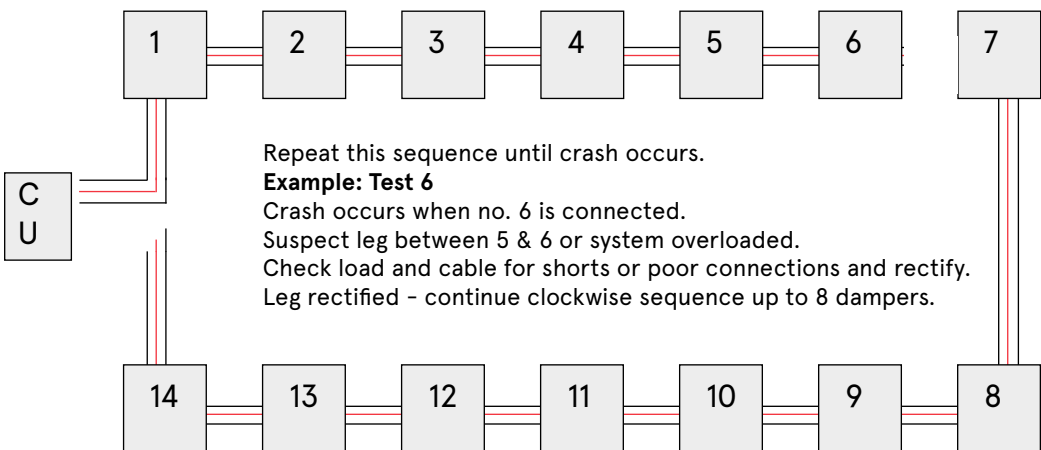 1 2 3 4 5 6 7
Repeat this sequence until crash occurs.
Example: Test 6
C
U
Crash occurs when no. 6 is connected.
Suspect leg between 5 & 6 or system overloaded.
Check load and cable for shorts or poor connections and rectify.
Leg rectified - continue clockwise sequence up to 8 dampers.
14 13 12 11 10 9 8